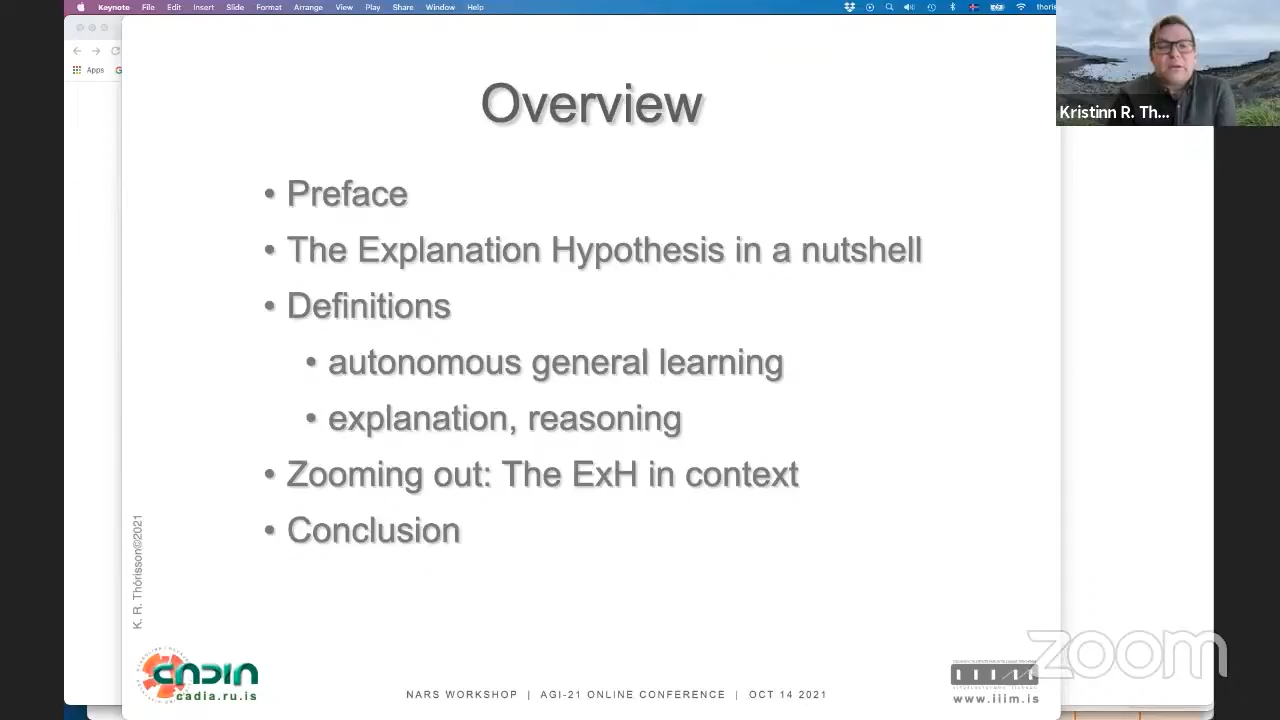 Keynote File Edit Insert Slide Format Arrange View Play Share Window Help
Apps
Kristinn R. Th...
Overview
• Preface
• The Explanation Hypothesis in a nutshell
• Definitions
• autonomous general learning
• explanation, reasoning
• Zooming out: The ExH in context
• Conclusion
K. R. Thórisson©2021
cadia.ru.is
NARS WORKSHOP | AGI-21 ONLINE CONFERENCE | OCT 14 2021
www.iiim.is
zoom